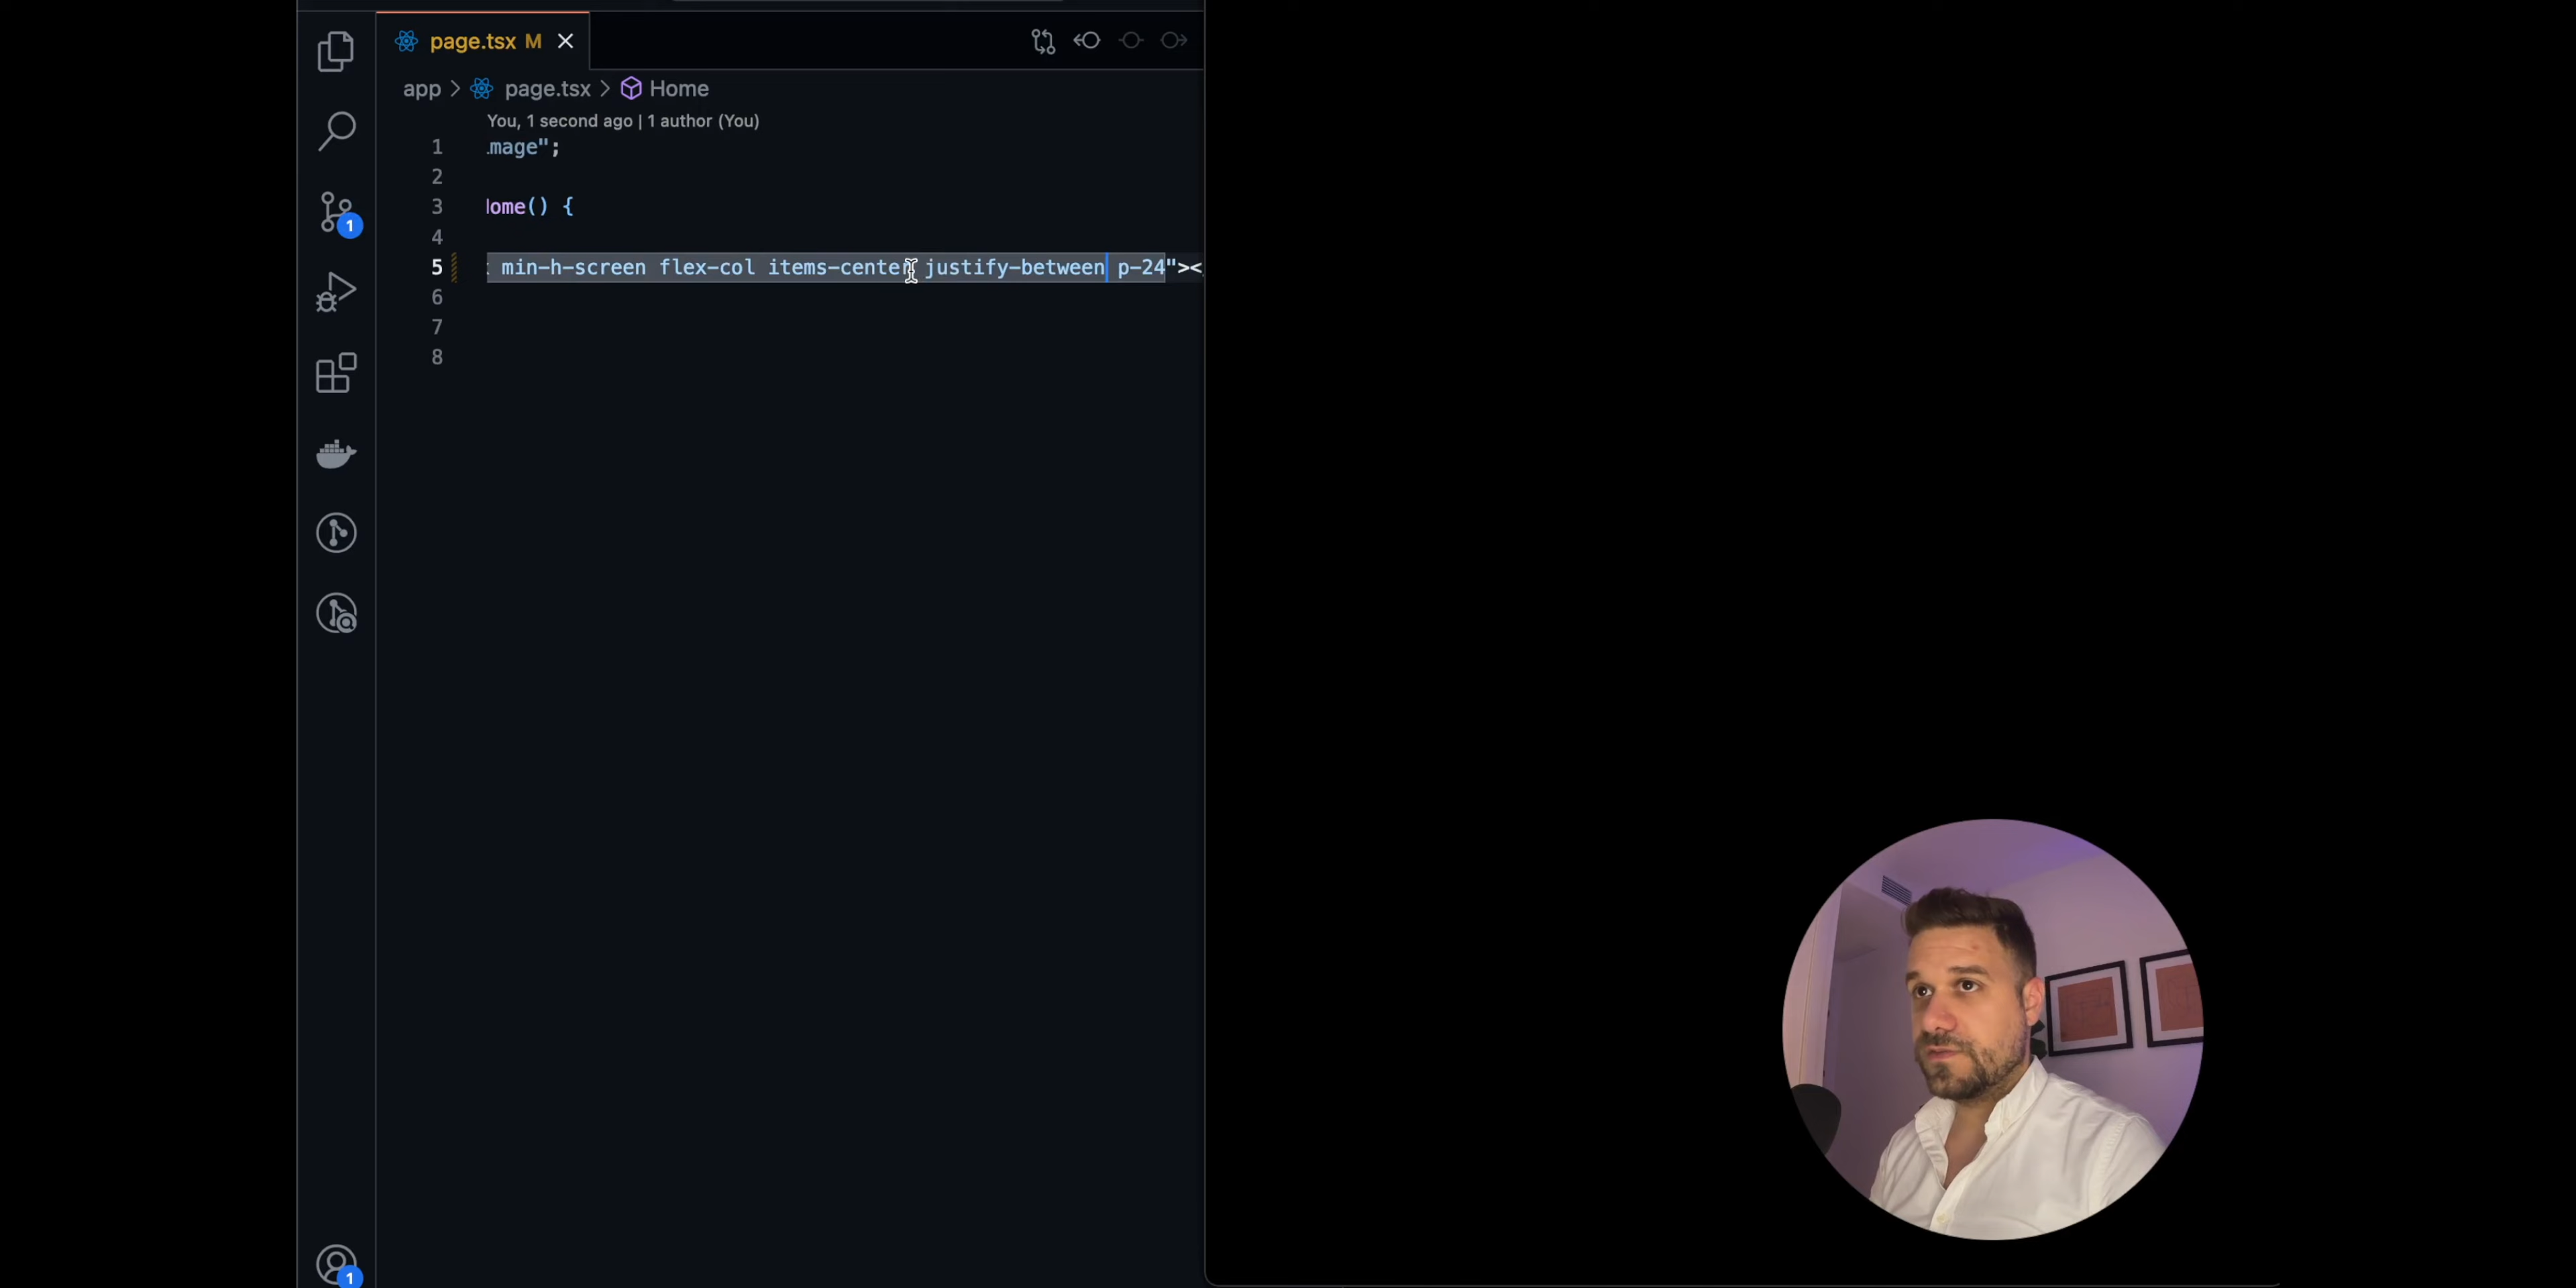 page.tsx M
app > page.tsx > Home
You, 1 second ago | 1 author (You)
1 .mage";
2
3 Home() {
4
5 min-h-screen flex-col items-center justify-between p-24"><
6
7
8
1
1